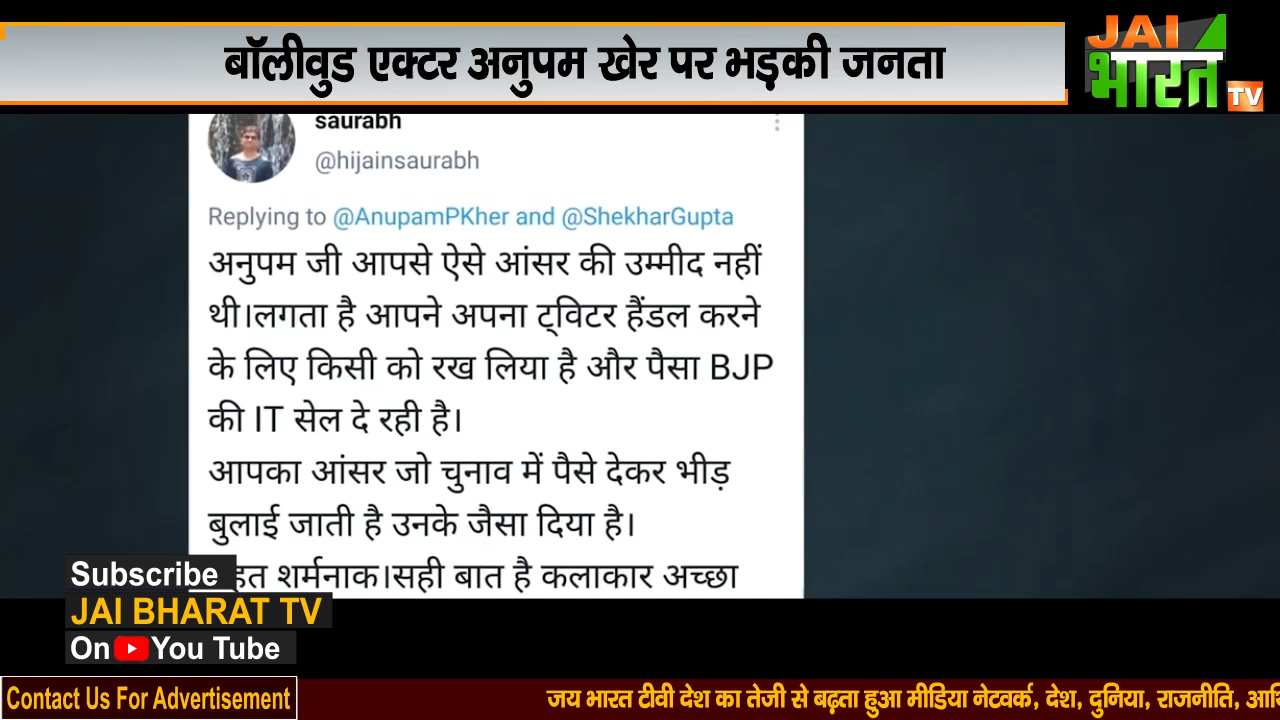 बॉलीवुड एक्टर अनुपम खेर पर भड़की जनता
JAI
भारत
TV
saurabh
@hijainsaurabh
Replying to @AnupamPKher and @ShekharGupta
अनुपम जी आपसे ऐसे आंसर की उम्मीद नहीं
थी।लगता है आपने अपना ट्विटर हैंडल करने
के लिए किसी को रख लिया है और पैसा BJP
की IT सेल दे रही है।
आपका आंसर जो चुनाव में पैसे देकर भीड़
बुलाई जाती है उनके जैसा दिया है।
शर्मनाक।सही बात है कलाकार अच्छा
Subscribe
JAI BHARAT TV
On You Tube
Contact Us For Advertisement
जय भारत टीवी देश का तेजी से बढ़ता हुआ मीडिया नेटवर्क, देश, दुनिया, राजनीति,